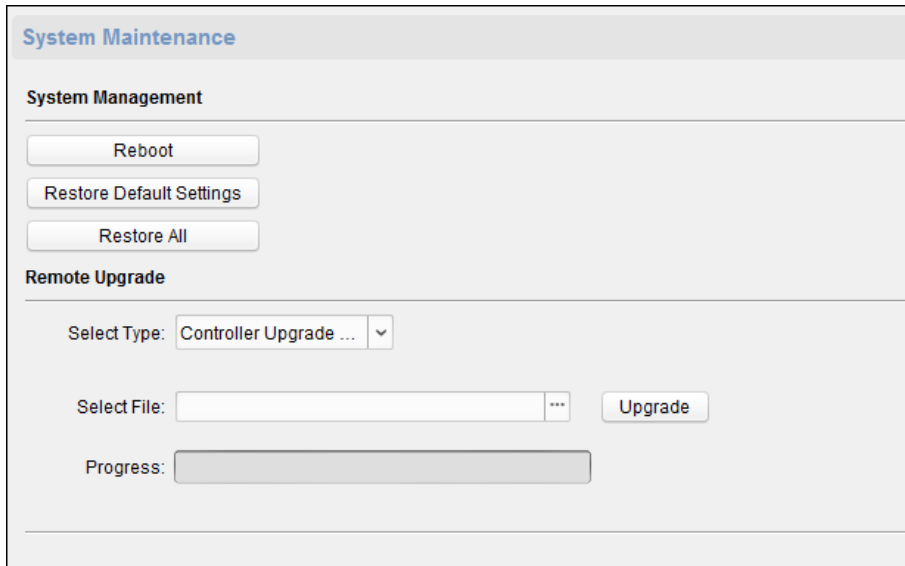 System Maintenance
System Management
Reboot
Restore Default Settings
Restore All
Remote Upgrade
Select Type: Controller Upgrade ...
Select File: ... Upgrade
Progress: